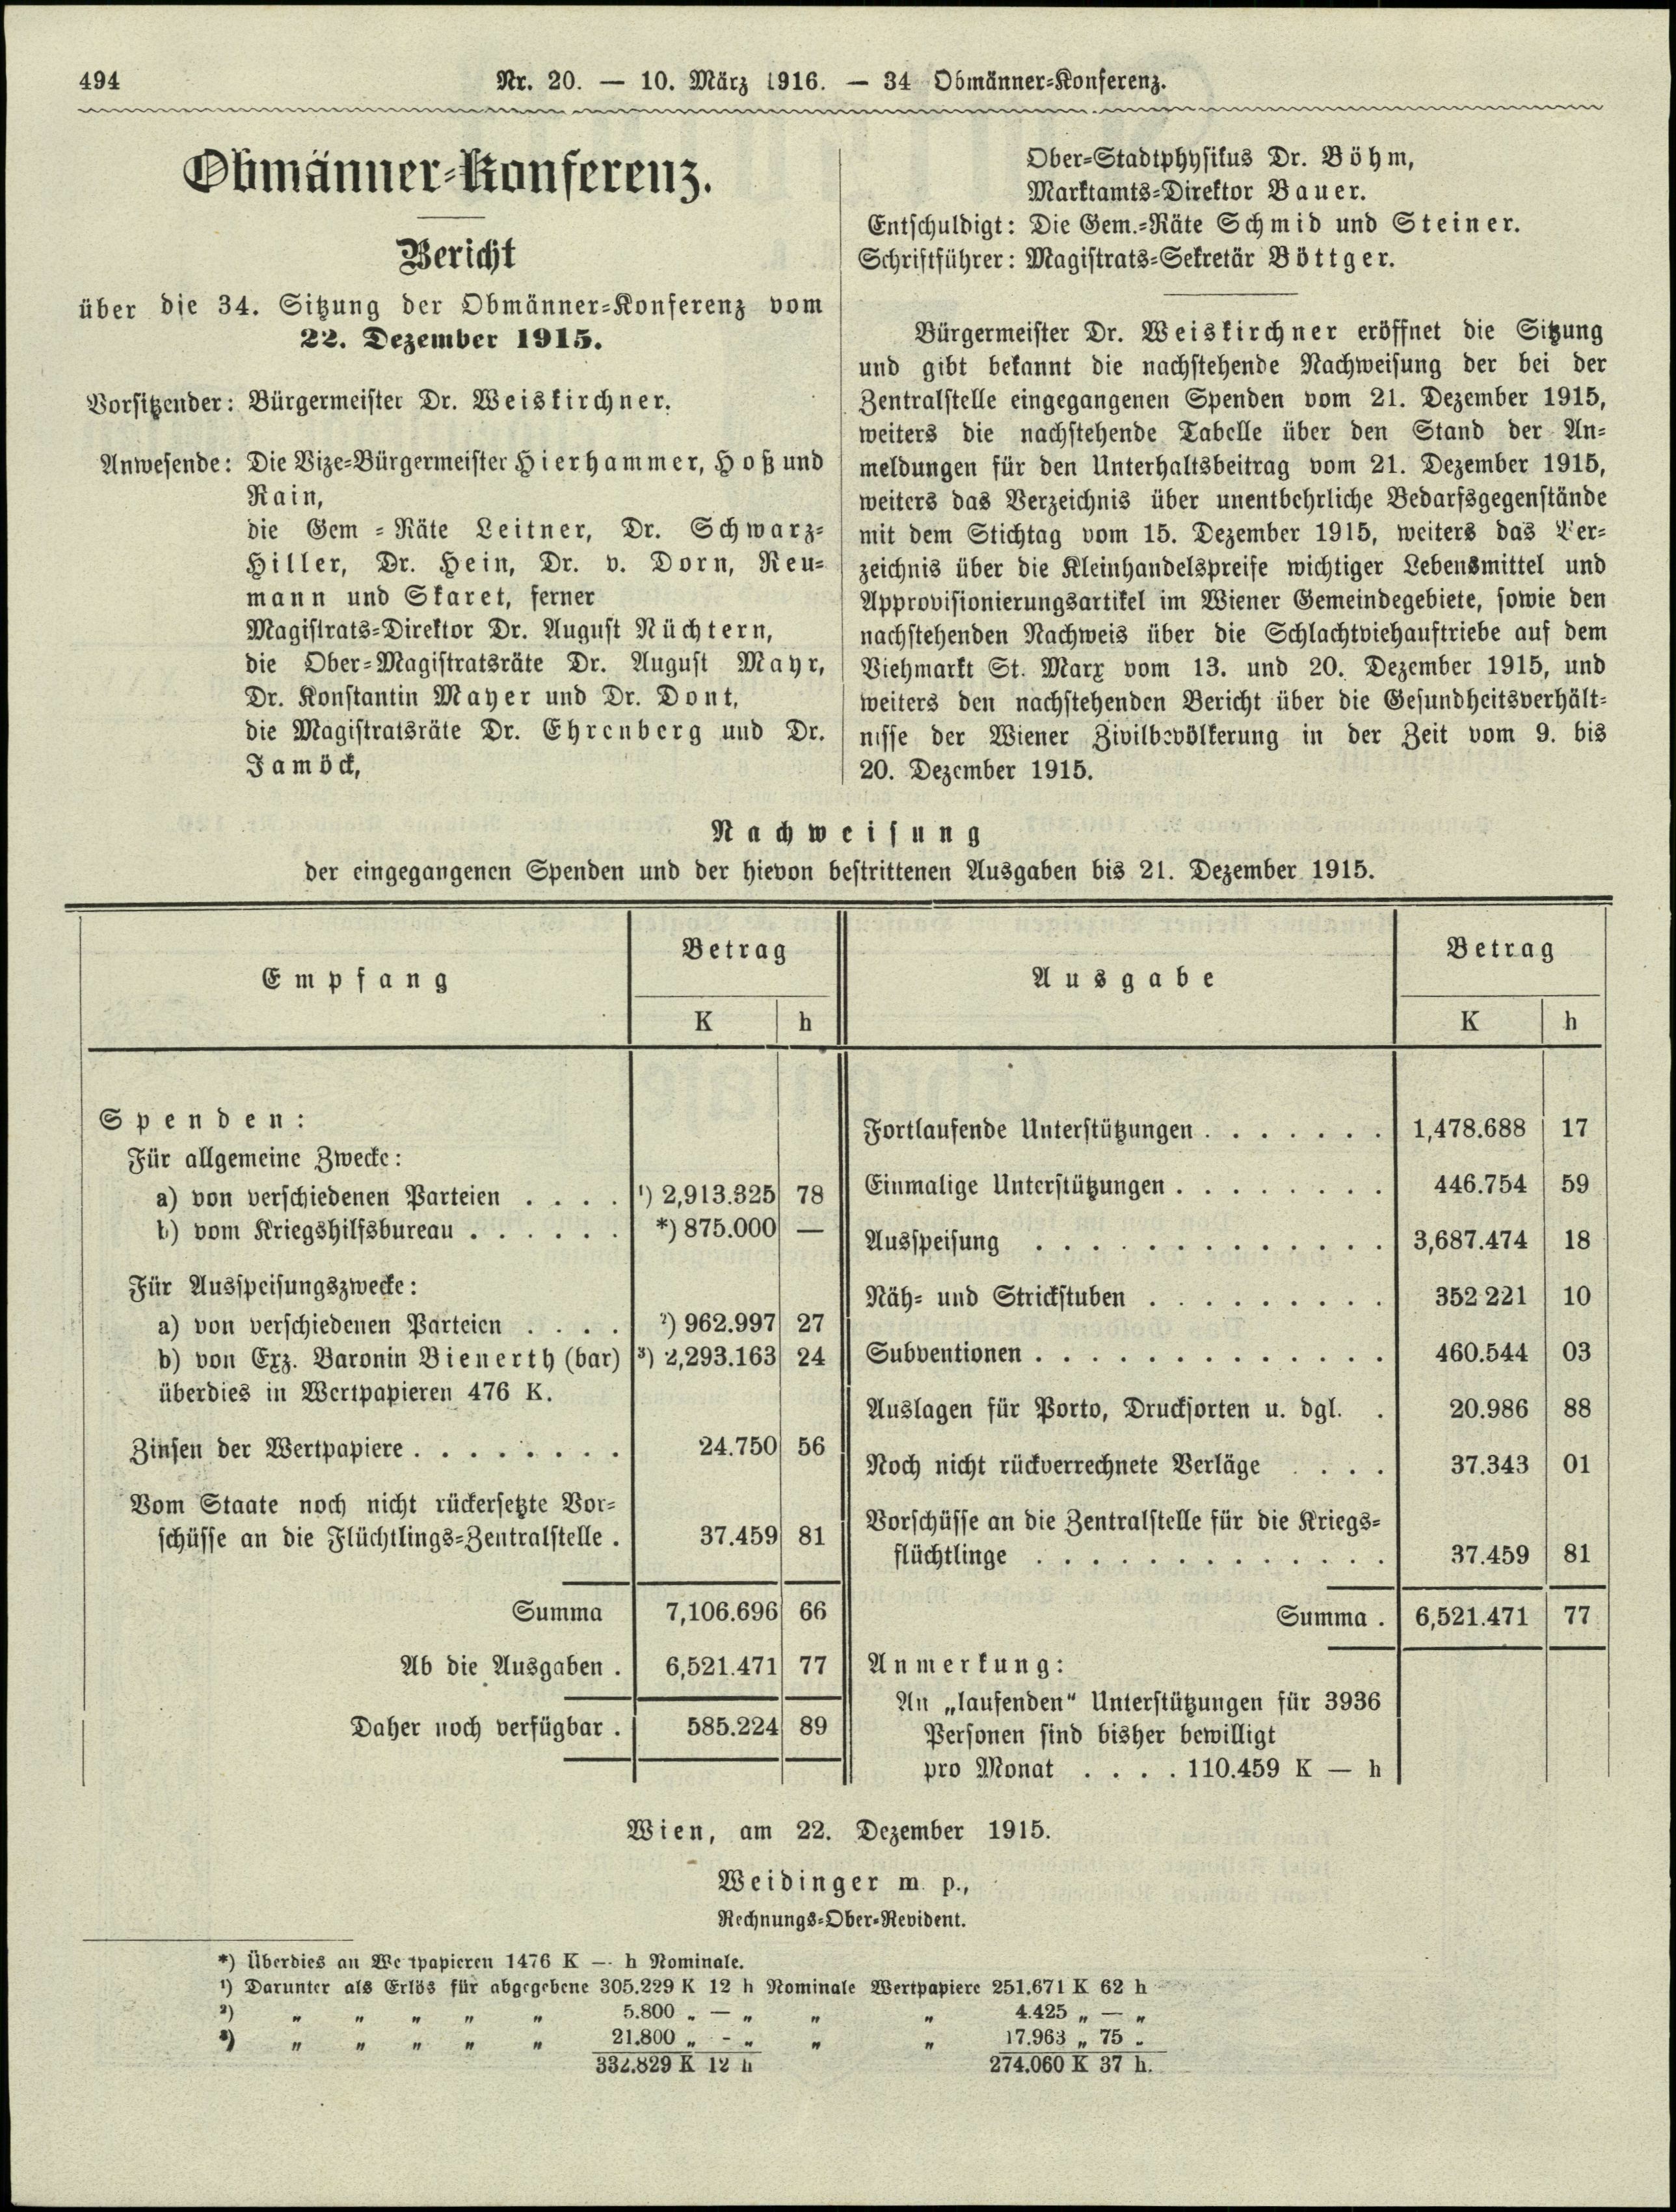 494
Nr. 20. — 10. März 1916. — 34 Obmänner-Konferenz.
Obmänner-Konferenz.
Bericht
über die 34. Sitzung der Obmänner-Konferenz vom
22. Dezember 1915.
Vorsitzender: Bürgermeister Dr. Weiskirchner.
Anwesende: Die Vize-Bürgermeister Hierhammer, Hoß und
Rain,
die Gem - Räte Leitner, Dr. Schwarz-
Hiller, Dr. Hein, Dr. v. Dorn, Reu-
mann und Skaret, ferner
Magistrats-Direktor Dr. August Nüchtern,
die Ober-Magistratsräte Dr. August Mayr,
Dr. Konstantin Mayer und Dr. Dont,
die Magistratsräte Dr. Ehrenberg und Dr.
Jamöck,
Ober-Stadtphysikus Dr. Böhm,
Marktamts-Direktor Bauer.
Entschuldigt: Die Gem.-Räte Schmid und Steiner.
Schriftführer: Magistrats-Sekretär Böttger.
Bürgermeister Dr. Weiskirchner eröffnet die Sitzung
und gibt bekannt die nachstehende Nachweisung der bei der
Zentralstelle eingegangenen Spenden vom 21. Dezember 1915,
weiters die nachstehende Tabelle über den Stand der An-
meldungen für den Unterhaltsbeitrag vom 21. Dezember 1915,
weiters das Verzeichnis über unentbehrliche Bedarfsgegenstände
mit dem Stichtag vom 15. Dezember 1915, weiters das Ver-
zeichnis über die Kleinhandelspreise wichtiger Lebensmittel und
Approvisionierungsartikel im Wiener Gemeindegebiete, sowie den
nachstehenden Nachweis über die Schlachtviehauftriebe auf dem
Viehmarkt St. Marx vom 13. und 20. Dezember 1915, und
weiters den nachstehenden Bericht über die Gesundheitsverhält-
nisse der Wiener Zivilbevölkerung in der Zeit vom 9. bis
20. Dezember 1915.
Nachweisung
der eingegangenen Spenden und der hievon bestrittenen Ausgaben bis 21. Dezember 1915.
Empfang Betrag K h
Spenden:
Für allgemeine Zwecke:
a) von verschiedenen Parteien . . . . ¹) 2,913.325 78
b) vom Kriegshilfsbureau . . . . . . *) 875.000 —
Für Ausspeisungszwecke:
a) von verschiedenen Parteien . . . . ²) 962.997 27
b) von Exz. Baronin Bienerth (bar) ³) 2,293.163 24
überdies in Wertpapieren 476 K.
Zinsen der Wertpapiere . . . . . . . . 24.750 56
Vom Staate noch nicht rückersetzte Vor-
schüsse an die Flüchtlings-Zentralstelle . 37.459 81
Summa 7,106.696 66
Ab die Ausgaben . 6,521.471 77
Daher noch verfügbar . 585.224 89
Ausgabe Betrag K h
Fortlaufende Unterstützungen . . . . . . . 1,478.688 17
Einmalige Unterstützungen . . . . . . . . 446.754 59
Ausspeisung . . . . . . . . . . . . . 3,687.474 18
Näh- und Strickstuben . . . . . . . . . 352 221 10
Subventionen . . . . . . . . . . . . . 460.544 03
Auslagen für Porto, Drucksorten u. dgl. . 20.986 88
Noch nicht rückverrechnete Verläge . . . . 37.343 01
Vorschüsse an die Zentralstelle für die Kriegs-
flüchtlinge . . . . . . . . . . . . . 37.459 81
Summa . 6,521.471 77
Anmerkung:
An „laufenden“ Unterstützungen für 3936
Personen sind bisher bewilligt
pro Monat . . . . 110.459 K — h
Wien, am 22. Dezember 1915.
Weidinger m p.,
Rechnungs-Ober-Revident.
*) Überdies an We tpapieren 1476 K — h Nominale.
¹) Darunter als Erlös für abgegebene 305.229 K 12 h Nominale Wertpapiere 251.671 K 62 h
²) „ „ „ „ „ 5.800 „ — „ „ „ 4.425 „ — „
³) „ „ „ „ „ 21.800 „ - „ „ „ 17.963 „ 75 „
332.829 K 12 h 274.060 K 37 h.